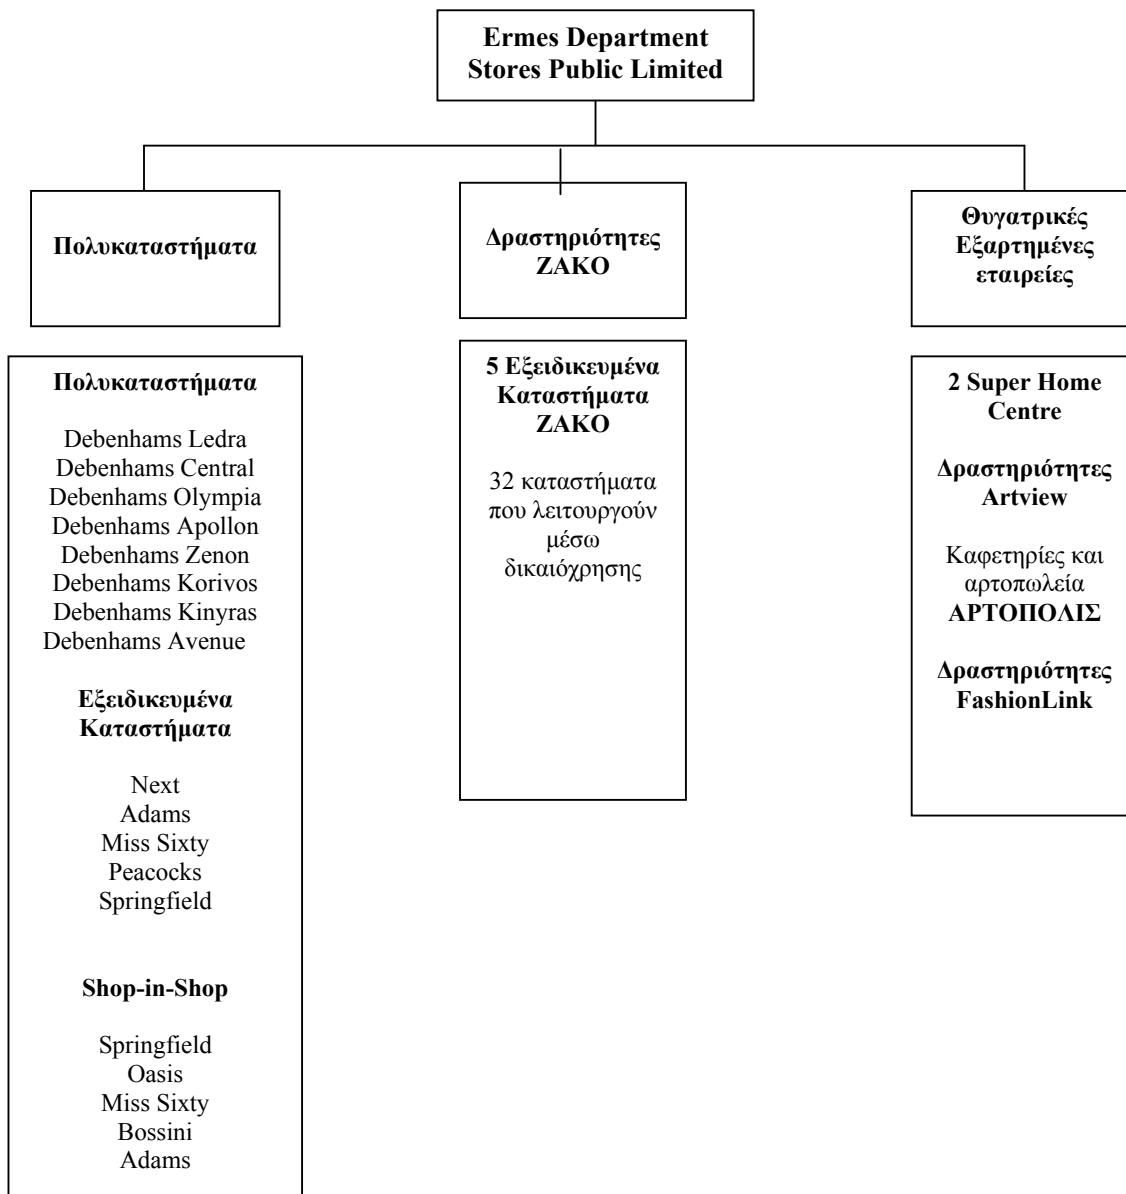 Ermes Department
Stores Public Limited
Πολυκαταστήματα
Δραστηριότητες
ΖΑΚΟ
Θυγατρικές
Εξαρτημένες
εταιρείες
Πολυκαταστήματα
Debenhams Ledra
Debenhams Central
Debenhams Olympia
Debenhams Apollon
Debenhams Zenon
Debenhams Korivos
Debenhams Kinyras
Debenhams Avenue
Εξειδικευμένα
Καταστήματα
Next
Adams
Miss Sixty
Peacocks
Springfield
Shop-in-Shop
Springfield
Oasis
Miss Sixty
Bossini
Adams
5 Εξειδικευμένα
Καταστήματα
ΖΑΚΟ
32 καταστήματα
που λειτουργούν
μέσω
δικαιόχρησης
2 Super Home
Centre
Δραστηριότητες
Artview
Καφετηρίες και
αρτοπωλεία
ΑΡΤΟΠΟΛΙΣ
Δραστηριότητες
FashionLink